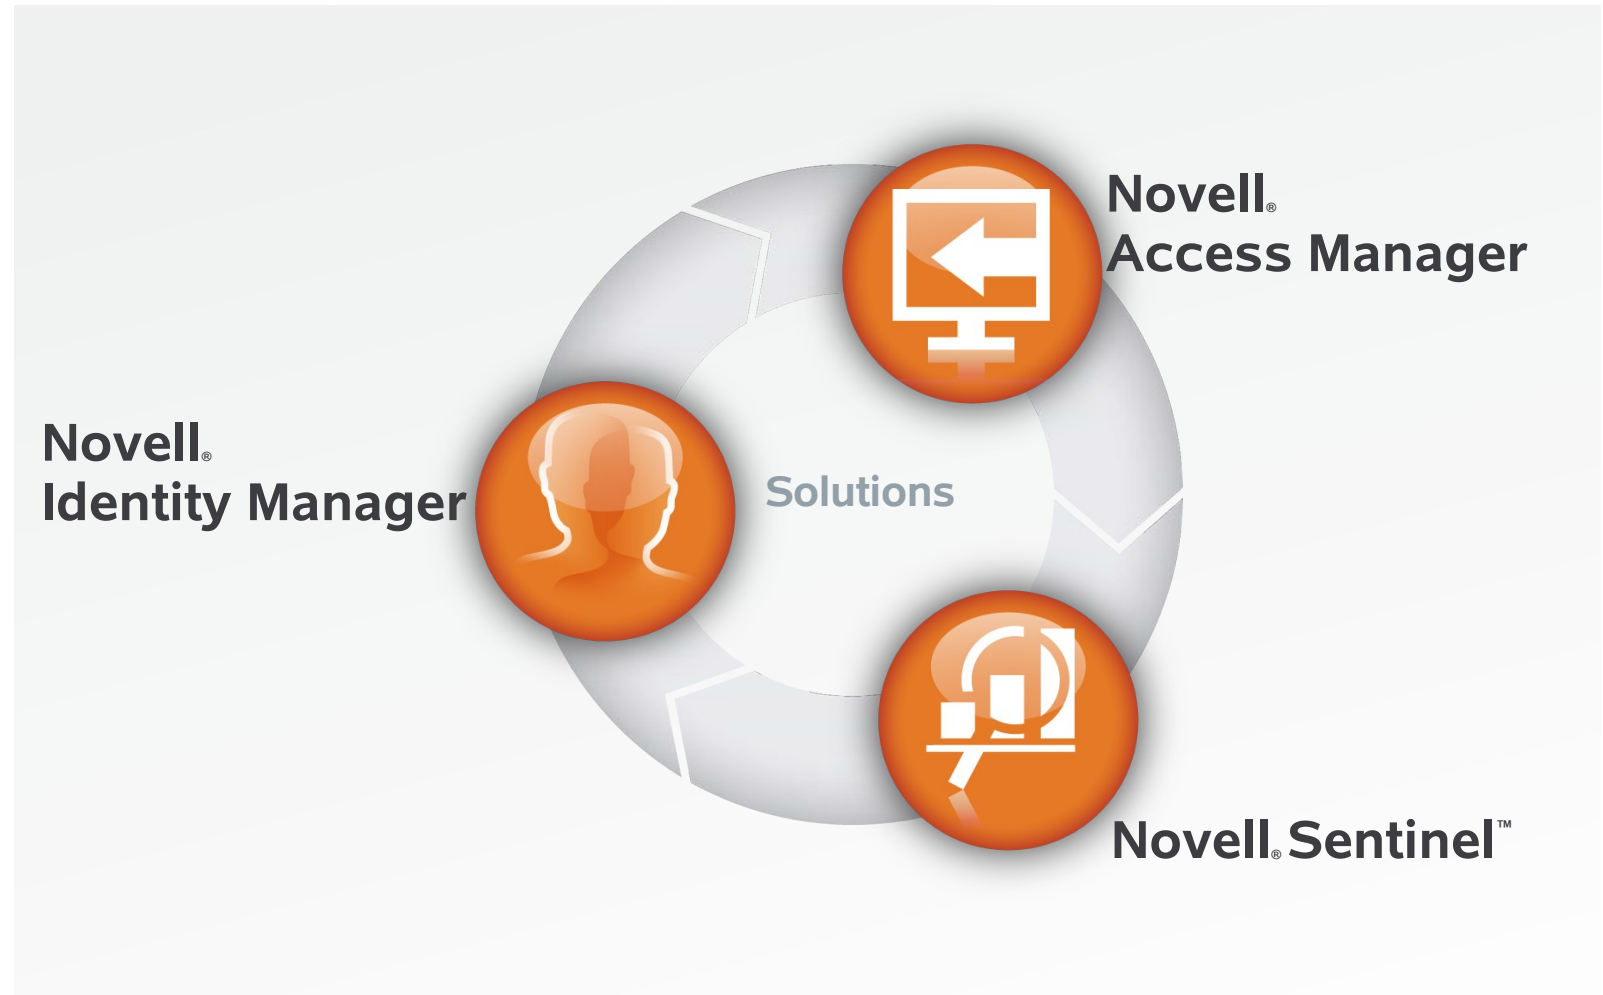 Novell®
Access Manager
Novell®
Identity Manager
Solutions
Novell® Sentinel™